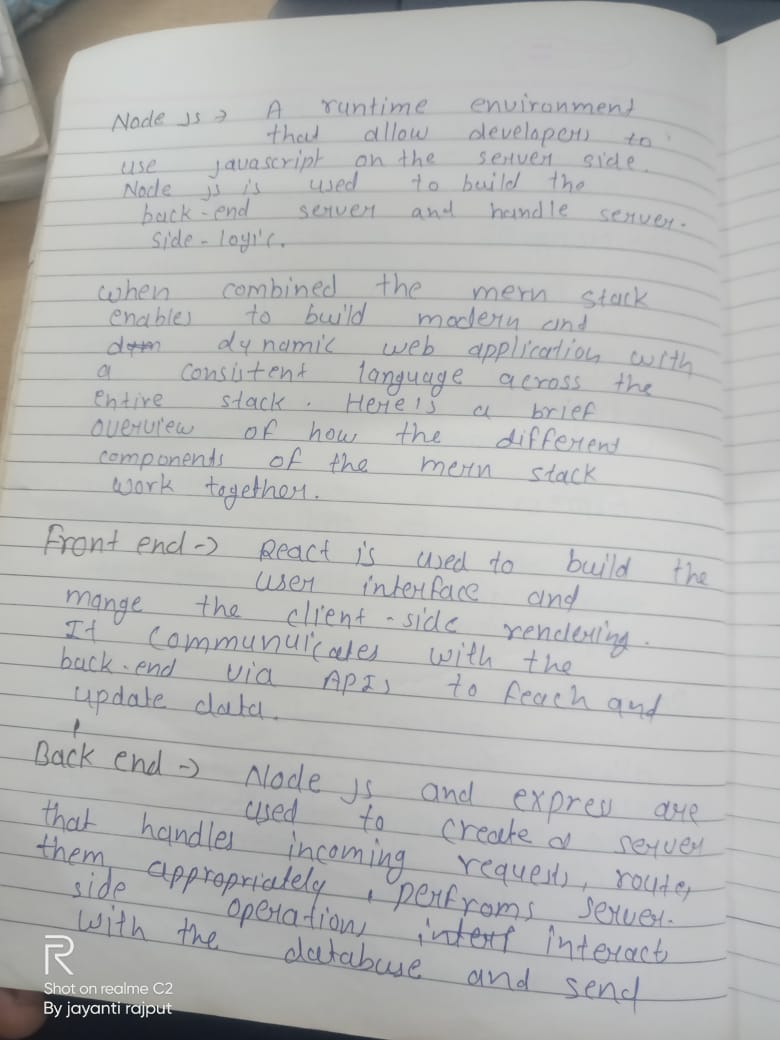 Node js → A runtime environment
that allow developers to
use javascript on the server side.
Node js is used to build the
back-end server and handle server-
side-logic.
when combined the mern stack
enables to build modern and
dynamic web application with
a consistent language across the
entire stack. Here is a brief
overview of how the different
components of the mern stack
work together.
Front end → React is used to build the
user interface and
mange the client-side rendering.
It communuicates with the
back-end via APIs to feach and
update data.
Back end → Node js and express are
used to create a server
that handles incoming requests, route,
them appropriately, perfroms server-
side operations, interact
with the database and send
R
Shot on realme C2
By jayanti rajput